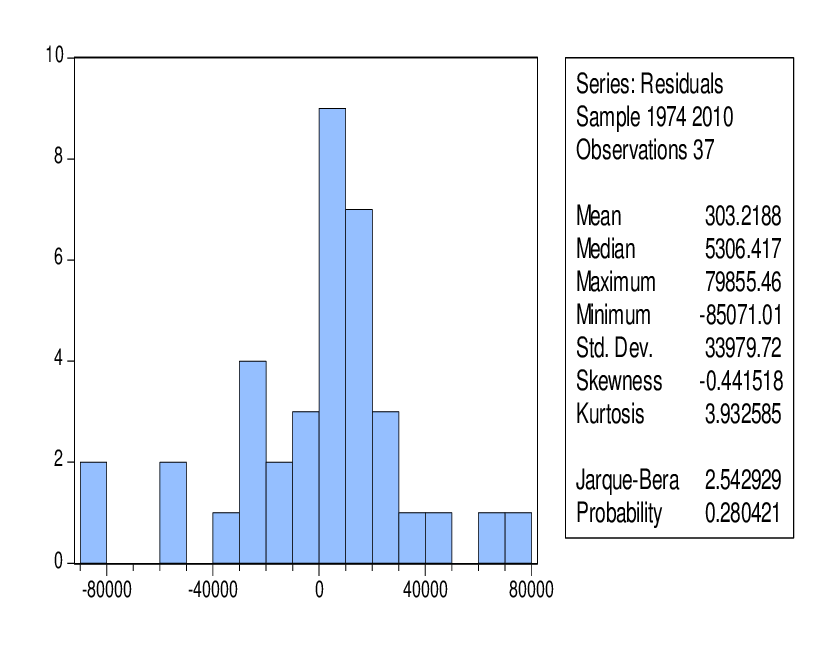 10
8
6
4
2
0
-80000 -40000 0 40000 80000
Series: Residuals
Sample 1974 2010
Observations 37
Mean 303.2188
Median 5306.417
Maximum 79855.46
Minimum -85071.01
Std. Dev. 33979.72
Skewness -0.441518
Kurtosis 3.932585
Jarque-Bera 2.542929
Probability 0.280421